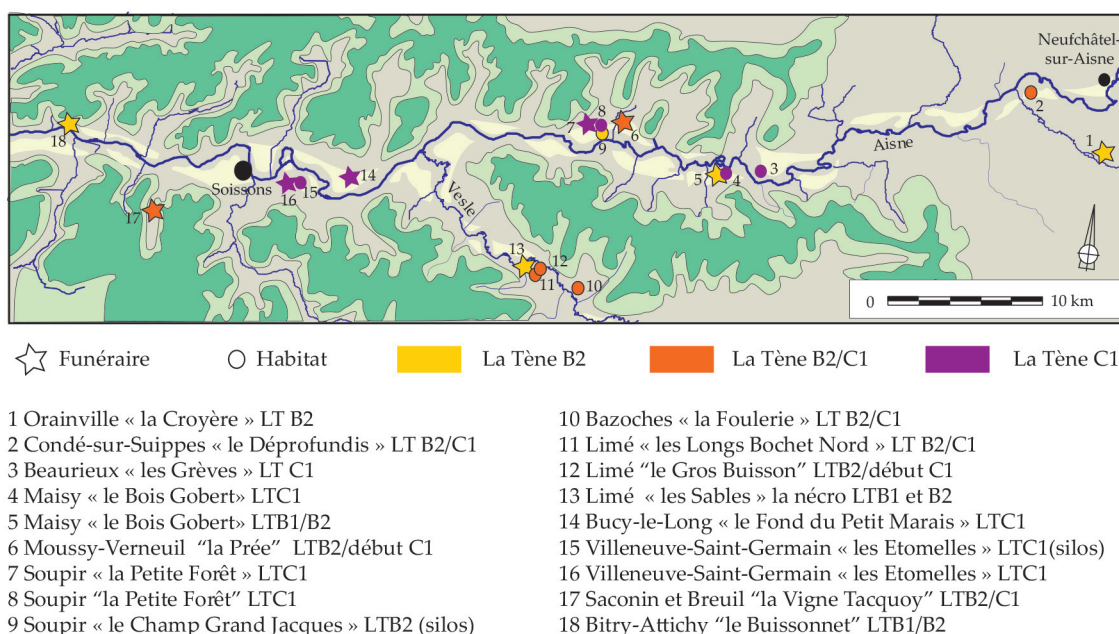 Neufchâtel-
sur-Aisne
8
7
6
9
2
1
18
Aisne
Soissons
14
5
4
3
16
15
Vesle
17
13
12
11
10
0
10 km
Funéraire
Habitat
La Tène B2
La Tène B2/C1
La Tène C1
1 Orainville « la Croyère » LT B2
2 Condé-sur-Suippes « le Déprofundis » LT B2/C1
3 Beaurieux « les Grèves » LT C1
4 Maisy « le Bois Gobert» LTC1
5 Maisy « le Bois Gobert» LTB1/B2
6 Moussy-Verneuil "la Prée" LTB2/début C1
7 Soupir « la Petite Forêt » LTC1
8 Soupir "la Petite Forêt" LTC1
9 Soupir « le Champ Grand Jacques » LTB2 (silos)
10 Bazoches « la Foulerie » LT B2/C1
11 Limé « les Longs Bochet Nord » LT B2/C1
12 Limé "le Gros Buisson" LTB2/début C1
13 Limé « les Sables » la nécro LTB1 et B2
14 Bucy-le-Long « le Fond du Petit Marais » LTC1
15 Villeneuve-Saint-Germain « les Etomelles » LTC1(silos)
16 Villeneuve-Saint-Germain « les Etomelles » LTC1
17 Saconin et Breuil "la Vigne Tacquoy" LTB2/C1
18 Bitry-Attichy "le Buissonnet" LTB1/B2